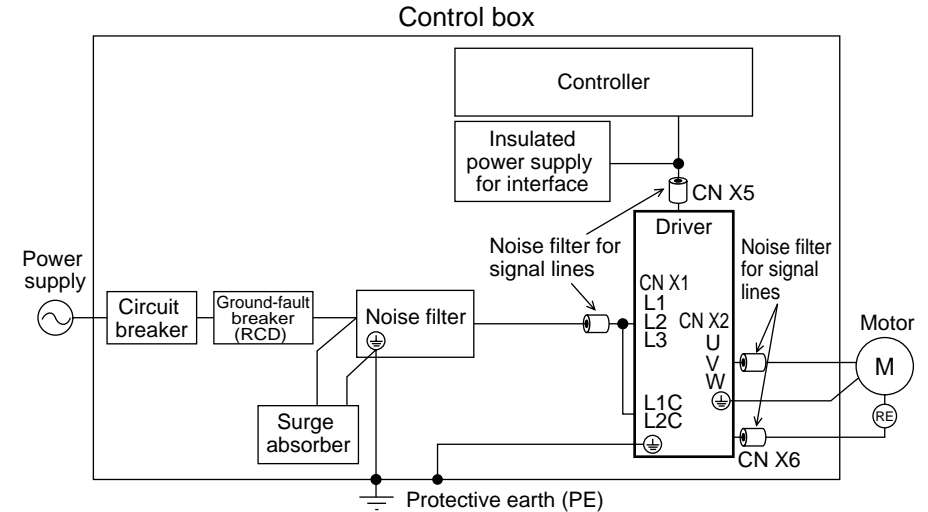 Control box
Controller
Insulated
power supply
for interface
CN X5
Driver
Noise filter for
signal lines
Noise filter
for signal
lines
Power
supply
Circuit
breaker
Ground-fault
breaker
(RCD)
Noise filter
Surge
absorber
CN X1
L1
L2
L3
CN X2
U
V
W
L1C
L2C
CN X6
Motor
M
RE
Protective earth (PE)